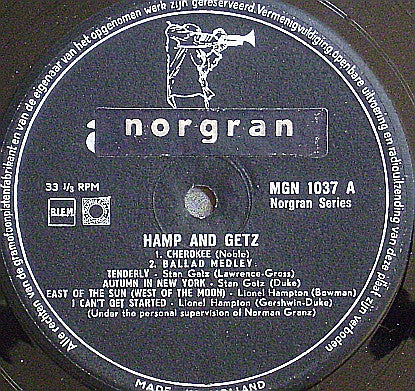 Alle rechten van de gramofoonplatenfabrikant en van de eigenaar van het opgenomen werk zijn gereserveerd. Vermenigvuldiging, openbare uitvoering en radiouitzending van deze plaat zijn verboden
norgran
33 1/3 RPM
MGN 1037 A
Norgran Series
B.I.E.M.
HAMP AND GETZ
1. CHEROKEE (Noble)
2. BALLAD MEDLEY:
TENDERLY - Stan Getz (Lawrence-Gross)
AUTUMN IN NEW YORK - Stan Getz (Duke)
EAST OF THE SUN (WEST OF THE MOON) - Lionel Hampton (Bowman)
I CAN'T GET STARTED - Lionel Hampton (Gershwin-Duke)
(Under the personal supervision of Norman Granz)
MADE IN HOLLAND